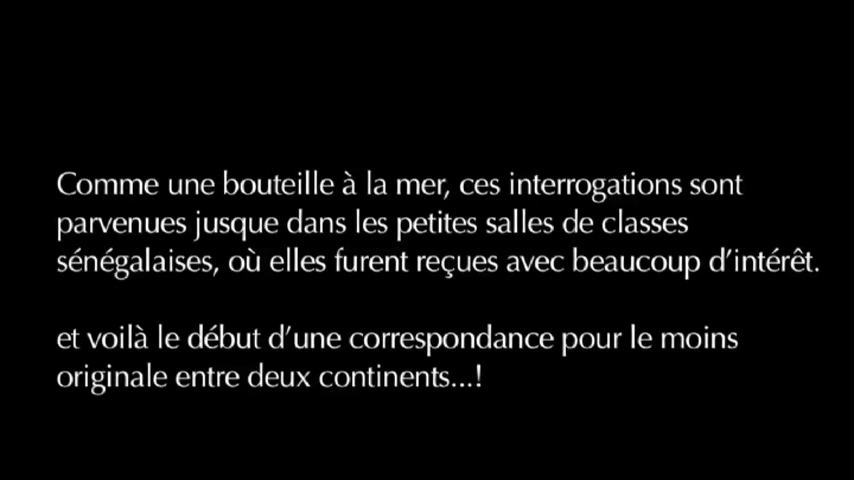 Comme une bouteille à la mer, ces interrogations sont
parvenues jusque dans les petites salles de classes
sénégalaises, où elles furent reçues avec beaucoup d’intérêt.
et voilà le début d’une correspondance pour le moins
originale entre deux continents...!